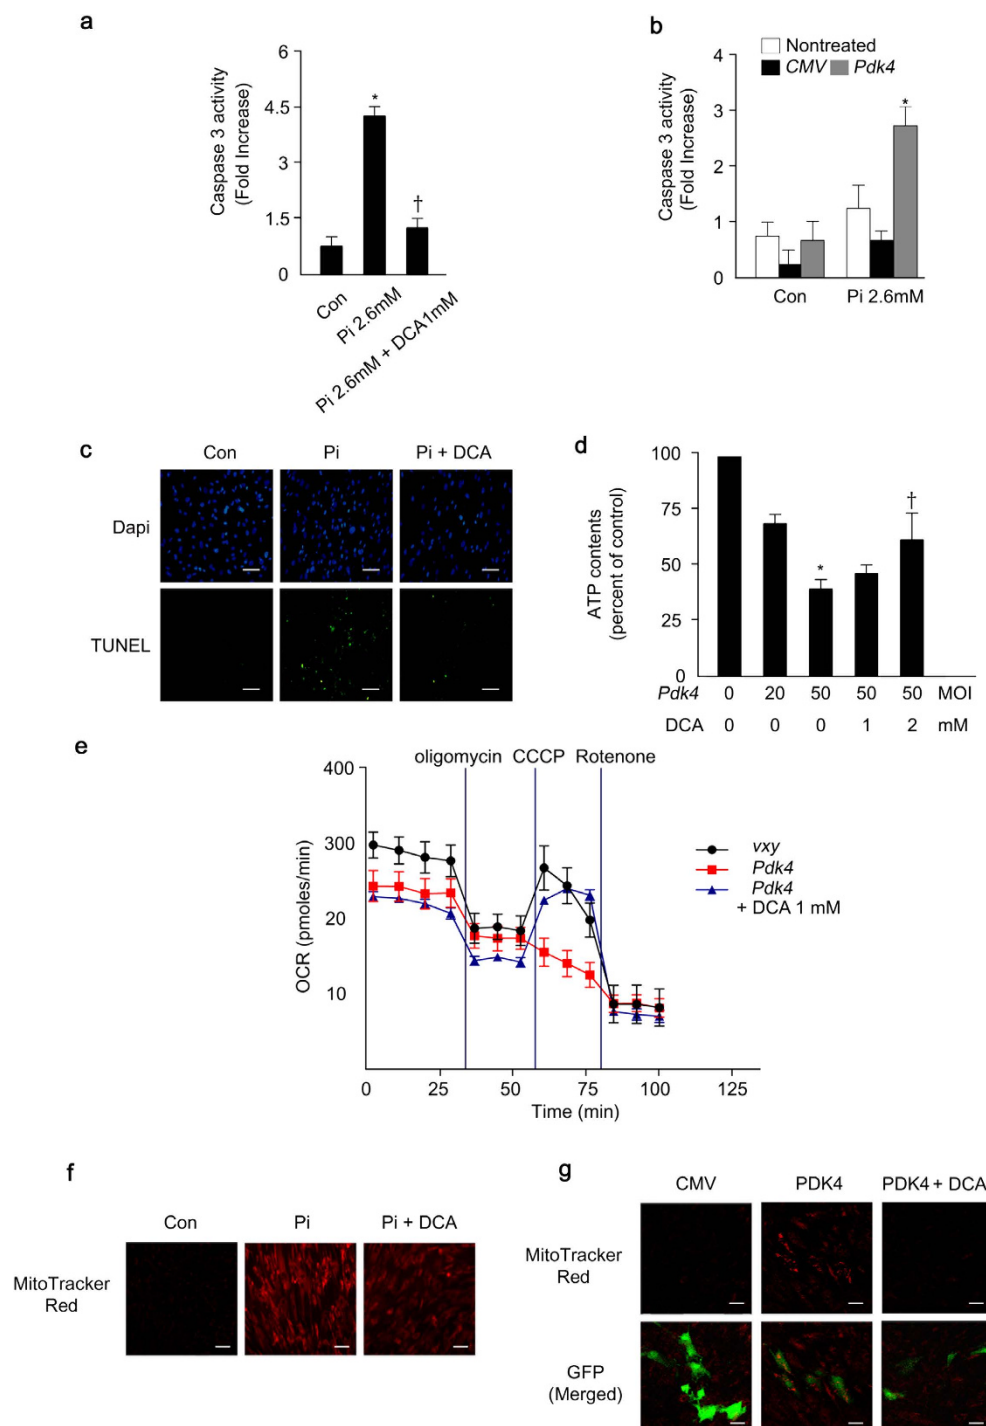 a
Caspase 3 activity
(Fold Increase)
6
4.5
3
1.5
0
*
†
Con
Pi 2.6mM
Pi 2.6mM + DCA1mM
b
Nontreated
CMV Pdk4
Caspase 3 activity
(Fold Increase)
4
3
2
1
0
*
Con Pi 2.6mM
c
Con Pi Pi + DCA
Dapi
TUNEL
d
ATP contents
(percent of control)
100
75
50
25
0
*
†
Pdk4 0 20 50 50 50 MOI
DCA 0 0 0 1 2 mM
e
oligomycin CCCP Rotenone
OCR (pmoles/min)
400
300
20
10
0 25 50 75 100 125
Time (min)
vxy
Pdk4
Pdk4
+ DCA 1 mM
f
Con Pi Pi + DCA
MitoTracker
Red
g
CMV PDK4 PDK4 + DCA
MitoTracker
Red
GFP
(Merged)